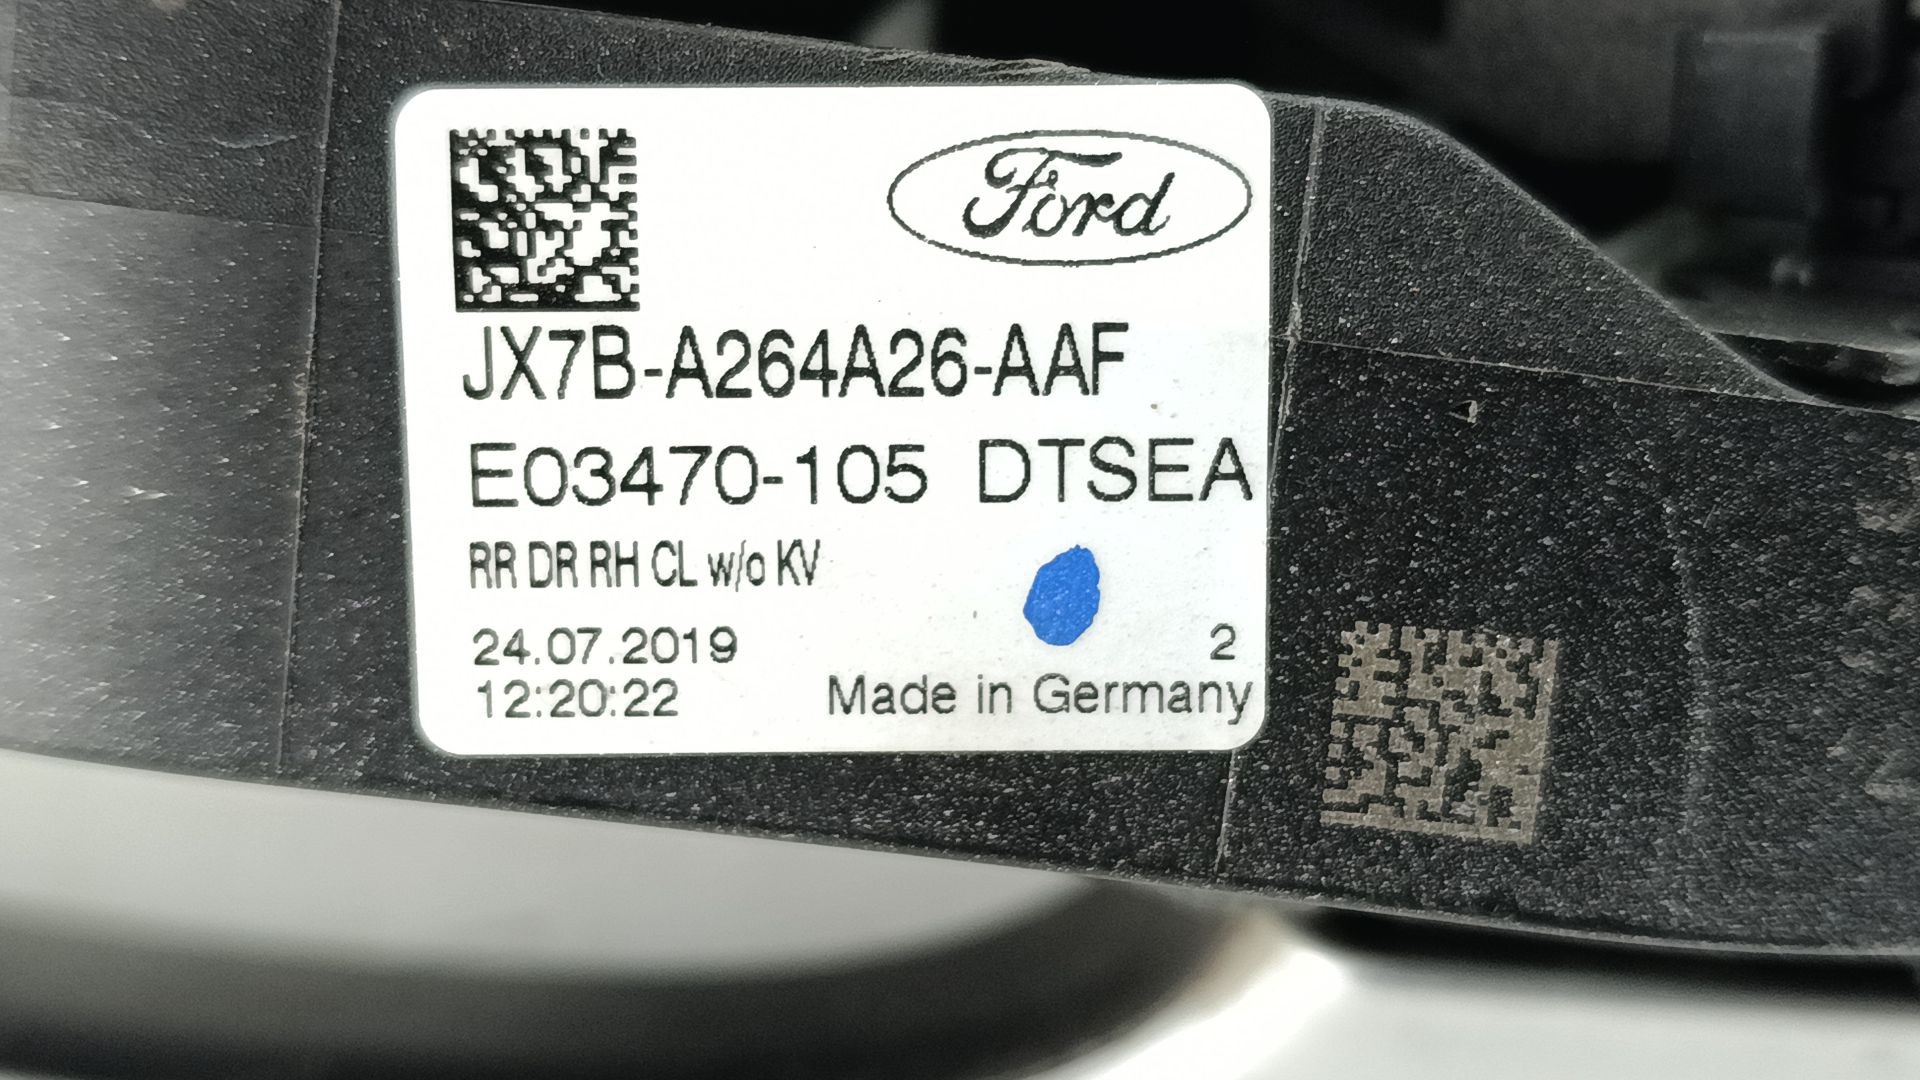 Ford
JX7B-A264A26-AAF
E03470-105 DTSEA
RR DR RH CL w/o KV
24.07.2019 2
12:20:22 Made in Germany